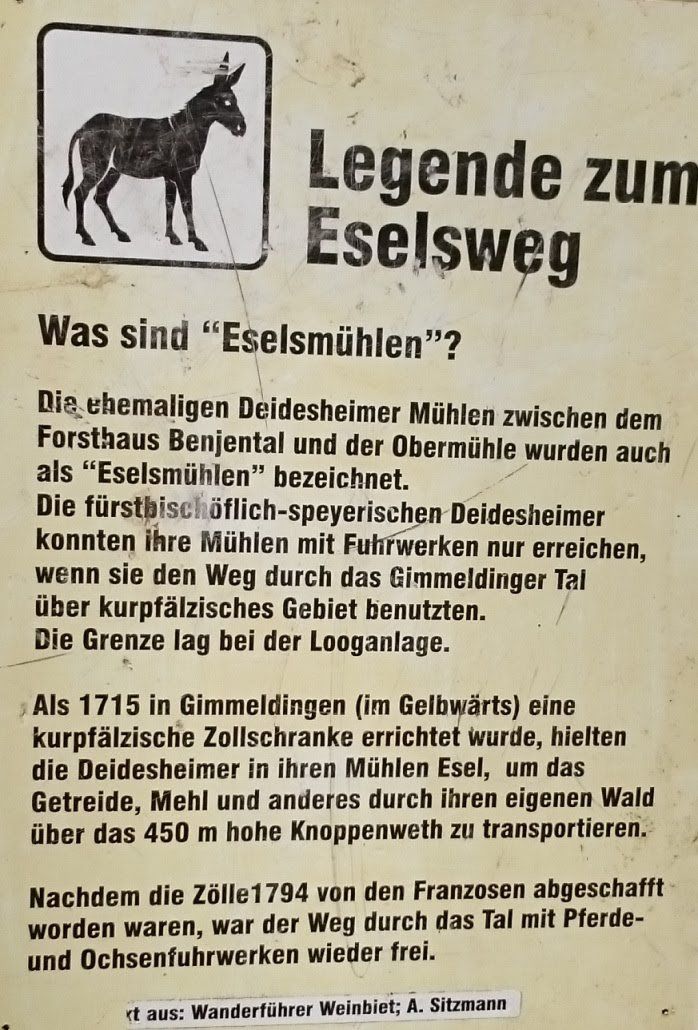 Legende zum
Eselsweg
Was sind “Eselsmühlen”?
Die ehemaligen Deidesheimer Mühlen zwischen dem
Forsthaus Benjental und der Obermühle wurden auch
als “Eselsmühlen” bezeichnet.
Die fürstbischöflich-speyerischen Deidesheimer
konnten ihre Mühlen mit Fuhrwerken nur erreichen,
wenn sie den Weg durch das Gimmeldinger Tal
über kurpfälzisches Gebiet benutzten.
Die Grenze lag bei der Looganlage.
Als 1715 in Gimmeldingen (im Gelbwärts) eine
kurpfälzische Zollschranke errichtet wurde, hielten
die Deidesheimer in ihren Mühlen Esel, um das
Getreide, Mehl und anderes durch ihren eigenen Wald
über das 450 m hohe Knoppenweth zu transportieren.
Nachdem die Zölle1794 von den Franzosen abgeschafft
worden waren, war der Weg durch das Tal mit Pferde-
und Ochsenfuhrwerken wieder frei.
aus: Wanderführer Weinbiet; A. Sitzmann